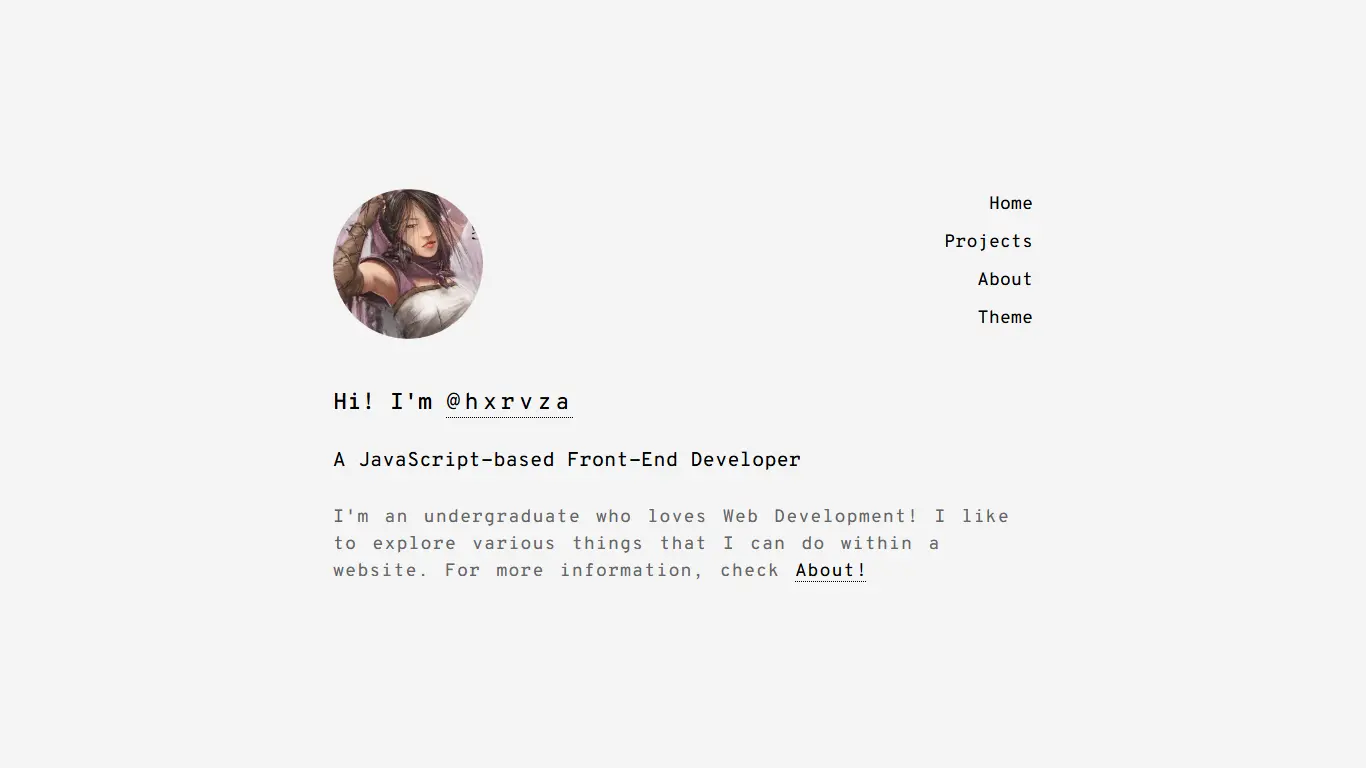 Home
Projects
About
Theme
Hi! I'm @hxrvza
A JavaScript-based Front-End Developer
I'm an undergraduate who loves Web Development! I like
to explore various things that I can do within a
website. For more information, check About!